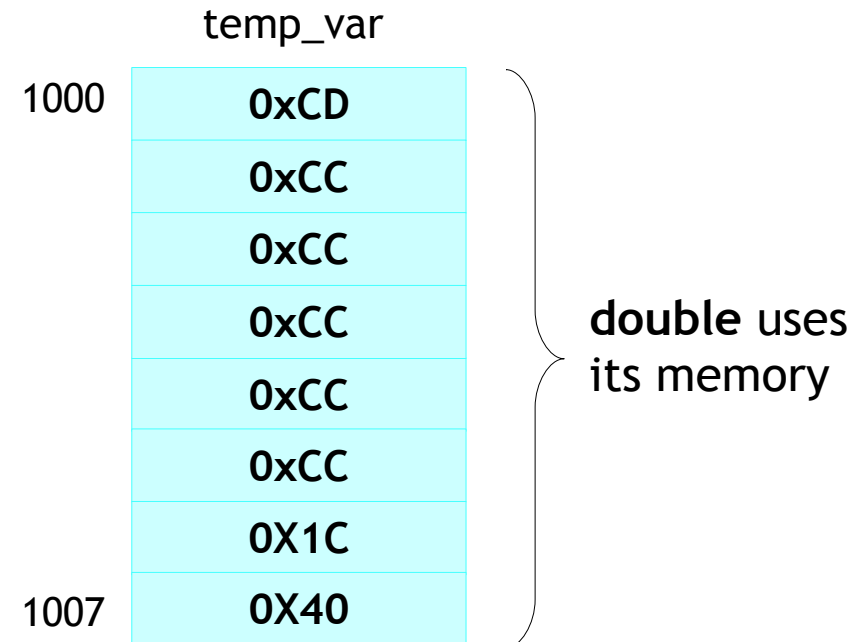 temp_var
1000
0xCD
0xCC
0xCC
0xCC
0xCC
0xCC
0X1C
1007
0X40
double uses
its memory